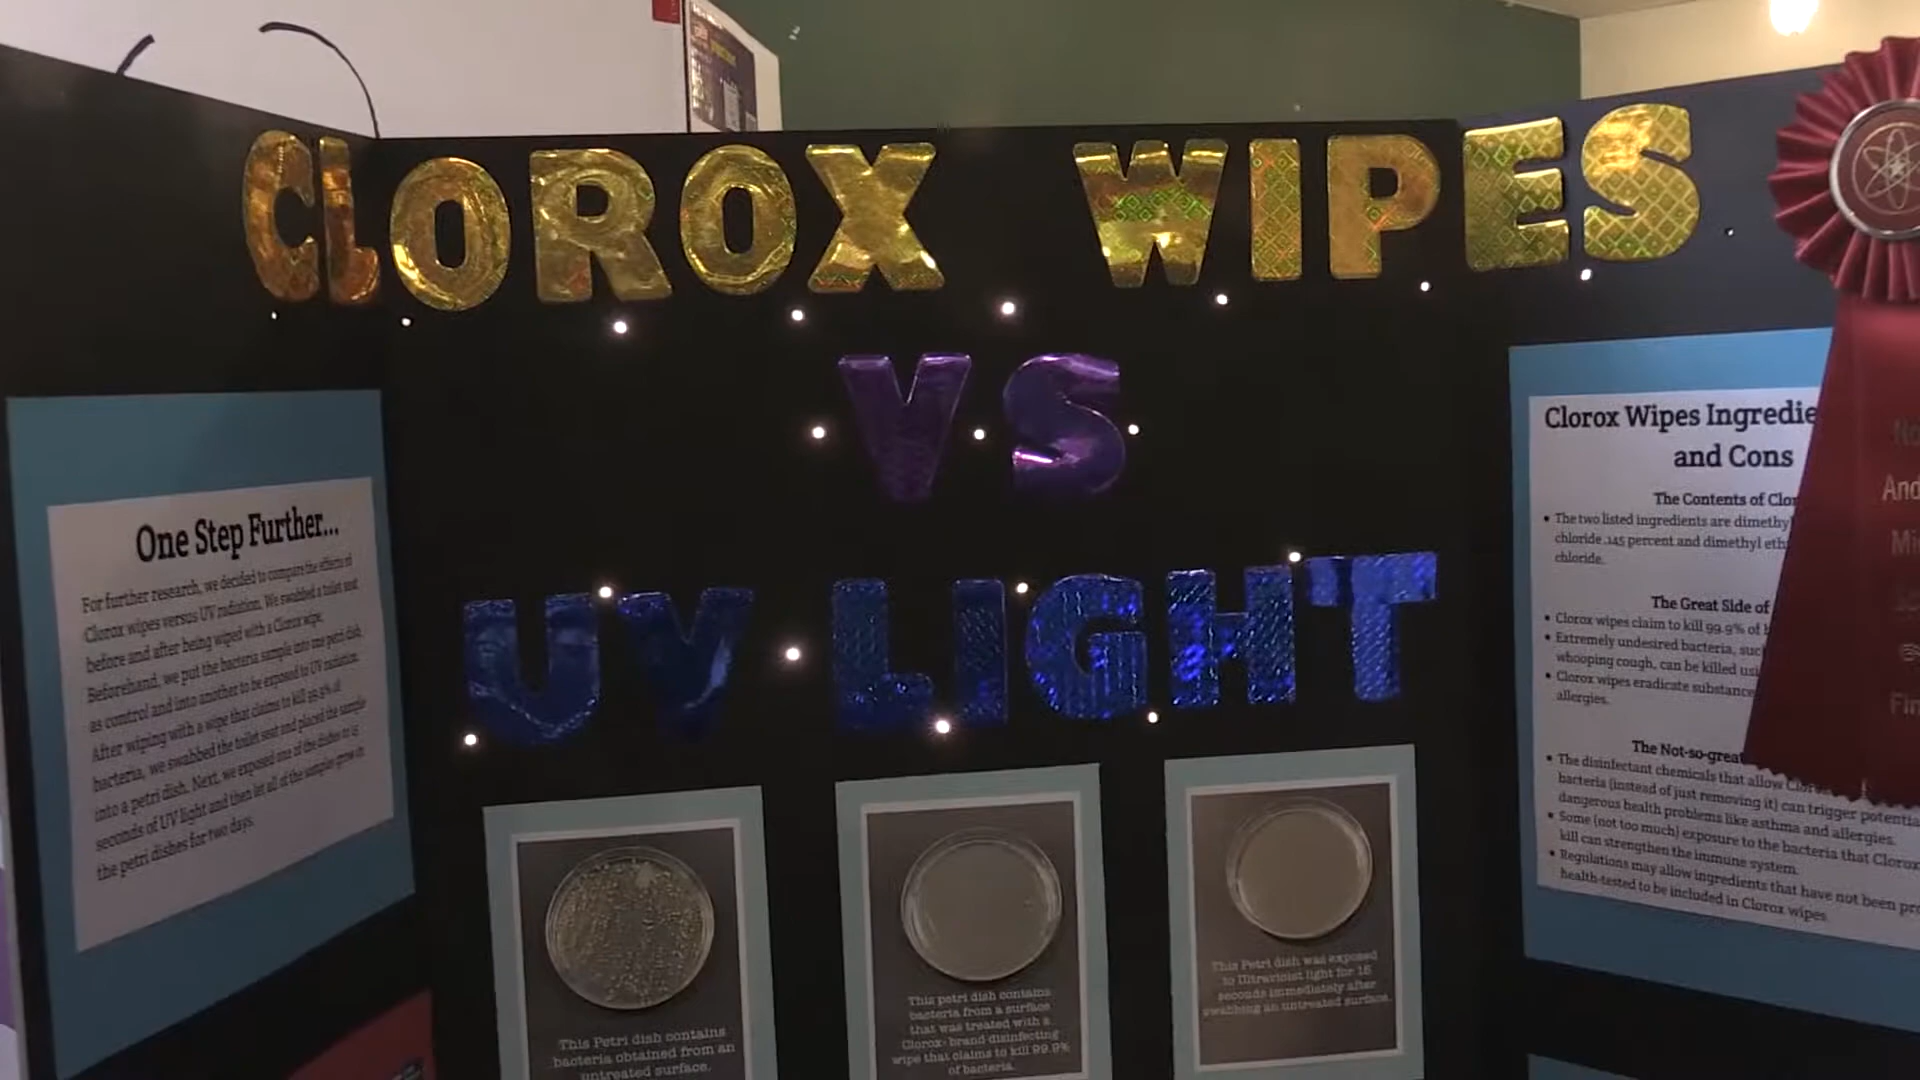 CLOROX WIPES
VS
UV LIGHT
One Step Further...
For further research, we decided to compare the effects of
Clorox wipes versus UV radiation. We swabbed a toilet seat
before and after being wiped with a Clorox wipe.
Beforehand, we put the bacteria sample into one petri dish
as control and into another to be exposed to UV radiation.
After wiping with a wipe that claims to kill 99.9% of
bacteria, we swabbed the toilet seat and placed the sample
into a petri dish. Next, we exposed one of the dishes to 15
seconds of UV light and then let all of the samples grow in
the petri dishes for two days.
This Petri dish contains
bacteria obtained from an
untreated surface.
This petri dish contains
bacteria from a surface
that was treated with a
Clorox-brand disinfecting
wipe that claims to kill 99.9%
of bacteria.
This Petri dish was exposed
to Ultraviolet light for 15
seconds immediately after
swabbing an untreated surface.
Clorox Wipes Ingredie
and Cons
The Contents of Clor
The two listed ingredients are dimethy
chloride .145 percent and dimethyl eth
chloride.
The Great Side of
Clorox wipes claim to kill 99.9% of
Extremely undesired bacteria, suc
whooping cough, can be killed usi
Clorox wipes eradicate substance
allergies.
The Not-so-great
The disinfectant chemicals that allow
bacteria (instead of just removing it) can trigger potentia
dangerous health problems like asthma and allergies.
Some (not too much) exposure to the bacteria that Clorox
kill can strengthen the immune system.
Regulations may allow ingredients that have not been pro
health-tested to be included in Clorox wipes.
No
And
Mi
Fin